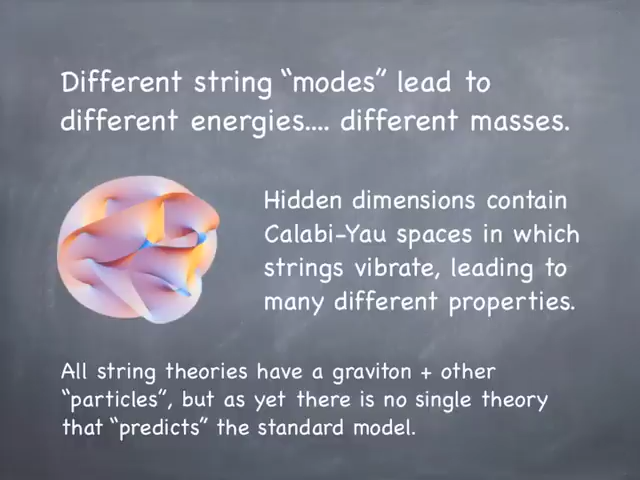 Different string “modes” lead to
different energies.... different masses.
Hidden dimensions contain
Calabi-Yau spaces in which
strings vibrate, leading to
many different properties.
All string theories have a graviton + other
“particles”, but as yet there is no single theory
that “predicts” the standard model.